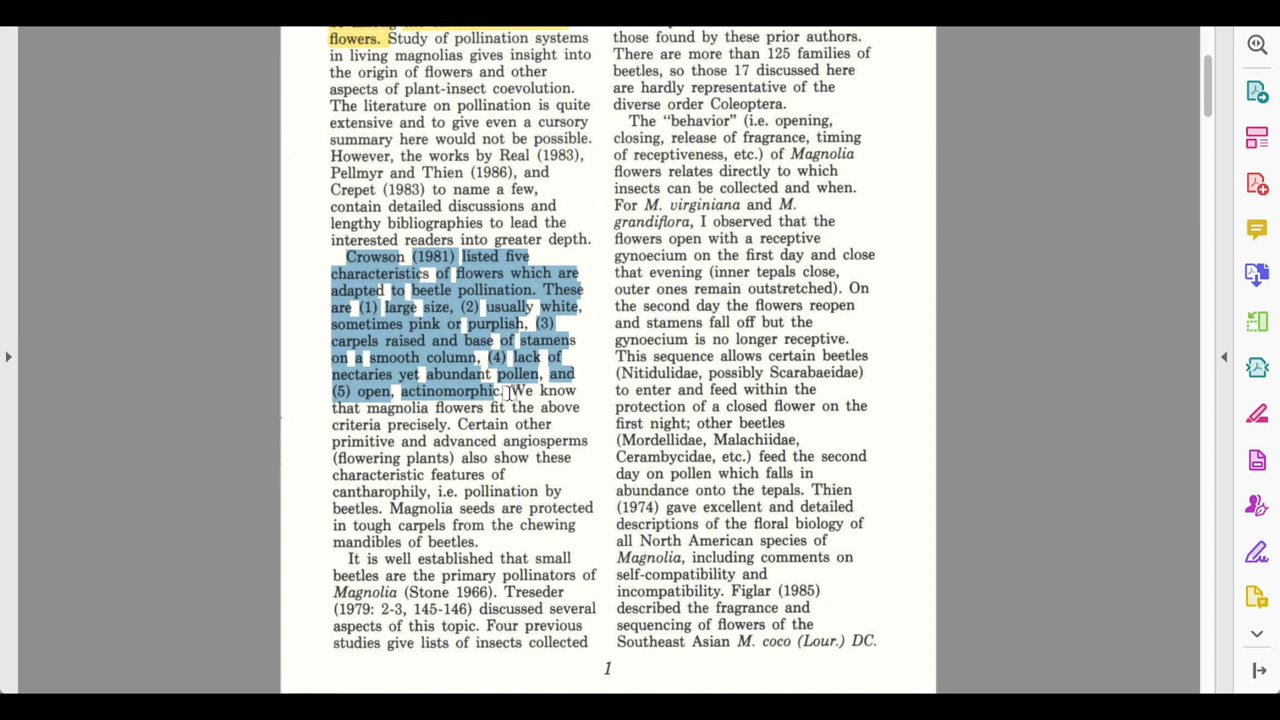 flowers. Study of pollination systems
in living magnolias gives insight into
the origin of flowers and other
aspects of plant-insect coevolution.
The literature on pollination is quite
extensive and to give even a cursory
summary here would not be possible.
However, the works by Real (1983),
Pellmyr and Thien (1986), and
Crepet (1983) to name a few,
contain detailed discussions and
lengthy bibliographies to lead the
interested readers into greater depth.
Crowson (1981) listed five
characteristics of flowers which are
adapted to beetle pollination. These
are (1) large size, (2) usually white,
sometimes pink or purplish, (3)
carpels raised and base of stamens
on a smooth column, (4) lack of
nectaries yet abundant pollen, and
(5) open, actinomorphic. We know
that magnolia flowers fit the above
criteria precisely. Certain other
primitive and advanced angiosperms
(flowering plants) also show these
characteristic features of
cantharophily, i.e. pollination by
beetles. Magnolia seeds are protected
in tough carpels from the chewing
mandibles of beetles.
It is well established that small
beetles are the primary pollinators of
Magnolia (Stone 1966). Treseder
(1979: 2-3, 145-146) discussed several
aspects of this topic. Four previous
studies give lists of insects collected
those found by these prior authors.
There are more than 125 families of
beetles, so those 17 discussed here
are hardly representative of the
diverse order Coleoptera.
The “behavior” (i.e. opening,
closing, release of fragrance, timing
of receptiveness, etc.) of Magnolia
flowers relates directly to which
insects can be collected and when.
For M. virginiana and M.
grandiflora, I observed that the
flowers open with a receptive
gynoecium on the first day and close
that evening (inner tepals close,
outer ones remain outstretched). On
the second day the flowers reopen
and stamens fall off but the
gynoecium is no longer receptive.
This sequence allows certain beetles
(Nitidulidae, possibly Scarabaeidae)
to enter and feed within the
protection of a closed flower on the
first night; other beetles
(Mordellidae, Malachiidae,
Cerambycidae, etc.) feed the second
day on pollen which falls in
abundance onto the tepals. Thien
(1974) gave excellent and detailed
descriptions of the floral biology of
all North American species of
Magnolia, including comments on
self-compatibility and
incompatibility. Figlar (1985)
described the fragrance and
sequencing of flowers of the
Southeast Asian M. coco (Lour.) DC.
1